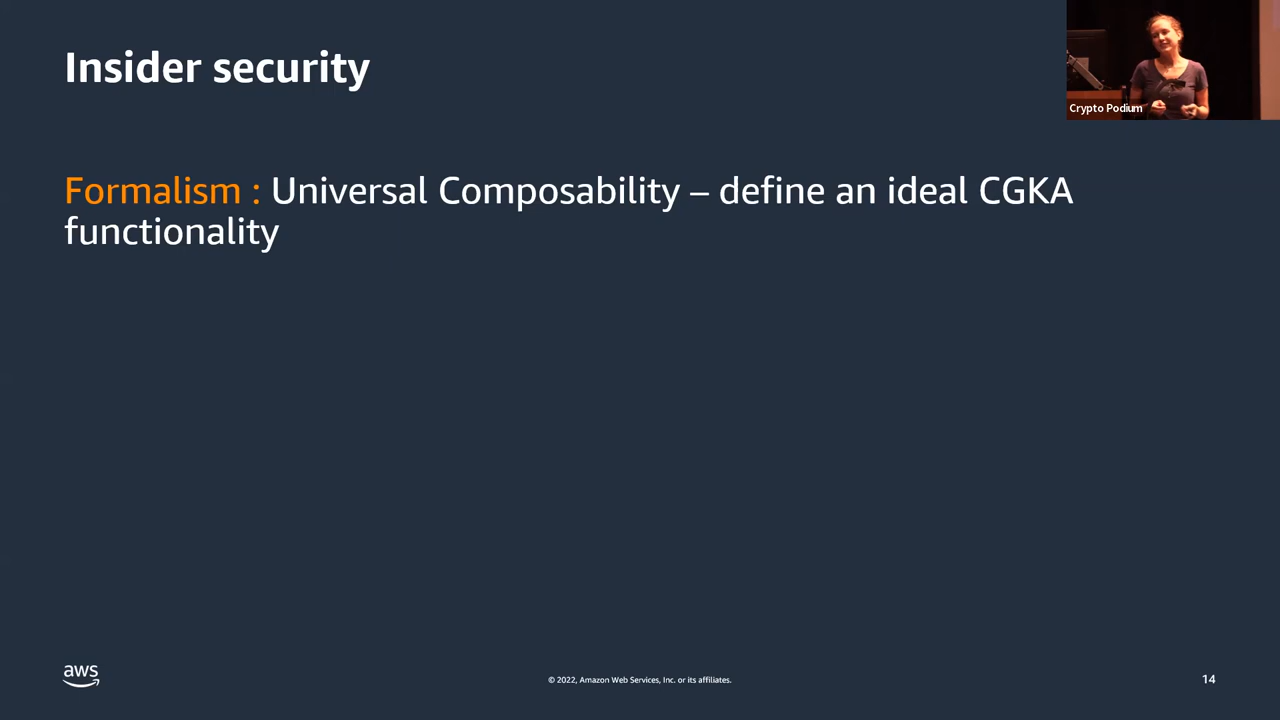 Insider security
Crypto Podium
Formalism : Universal Composability – define an ideal CGKA
functionality
aws
© 2022, Amazon Web Services, Inc. or its affiliates.
14